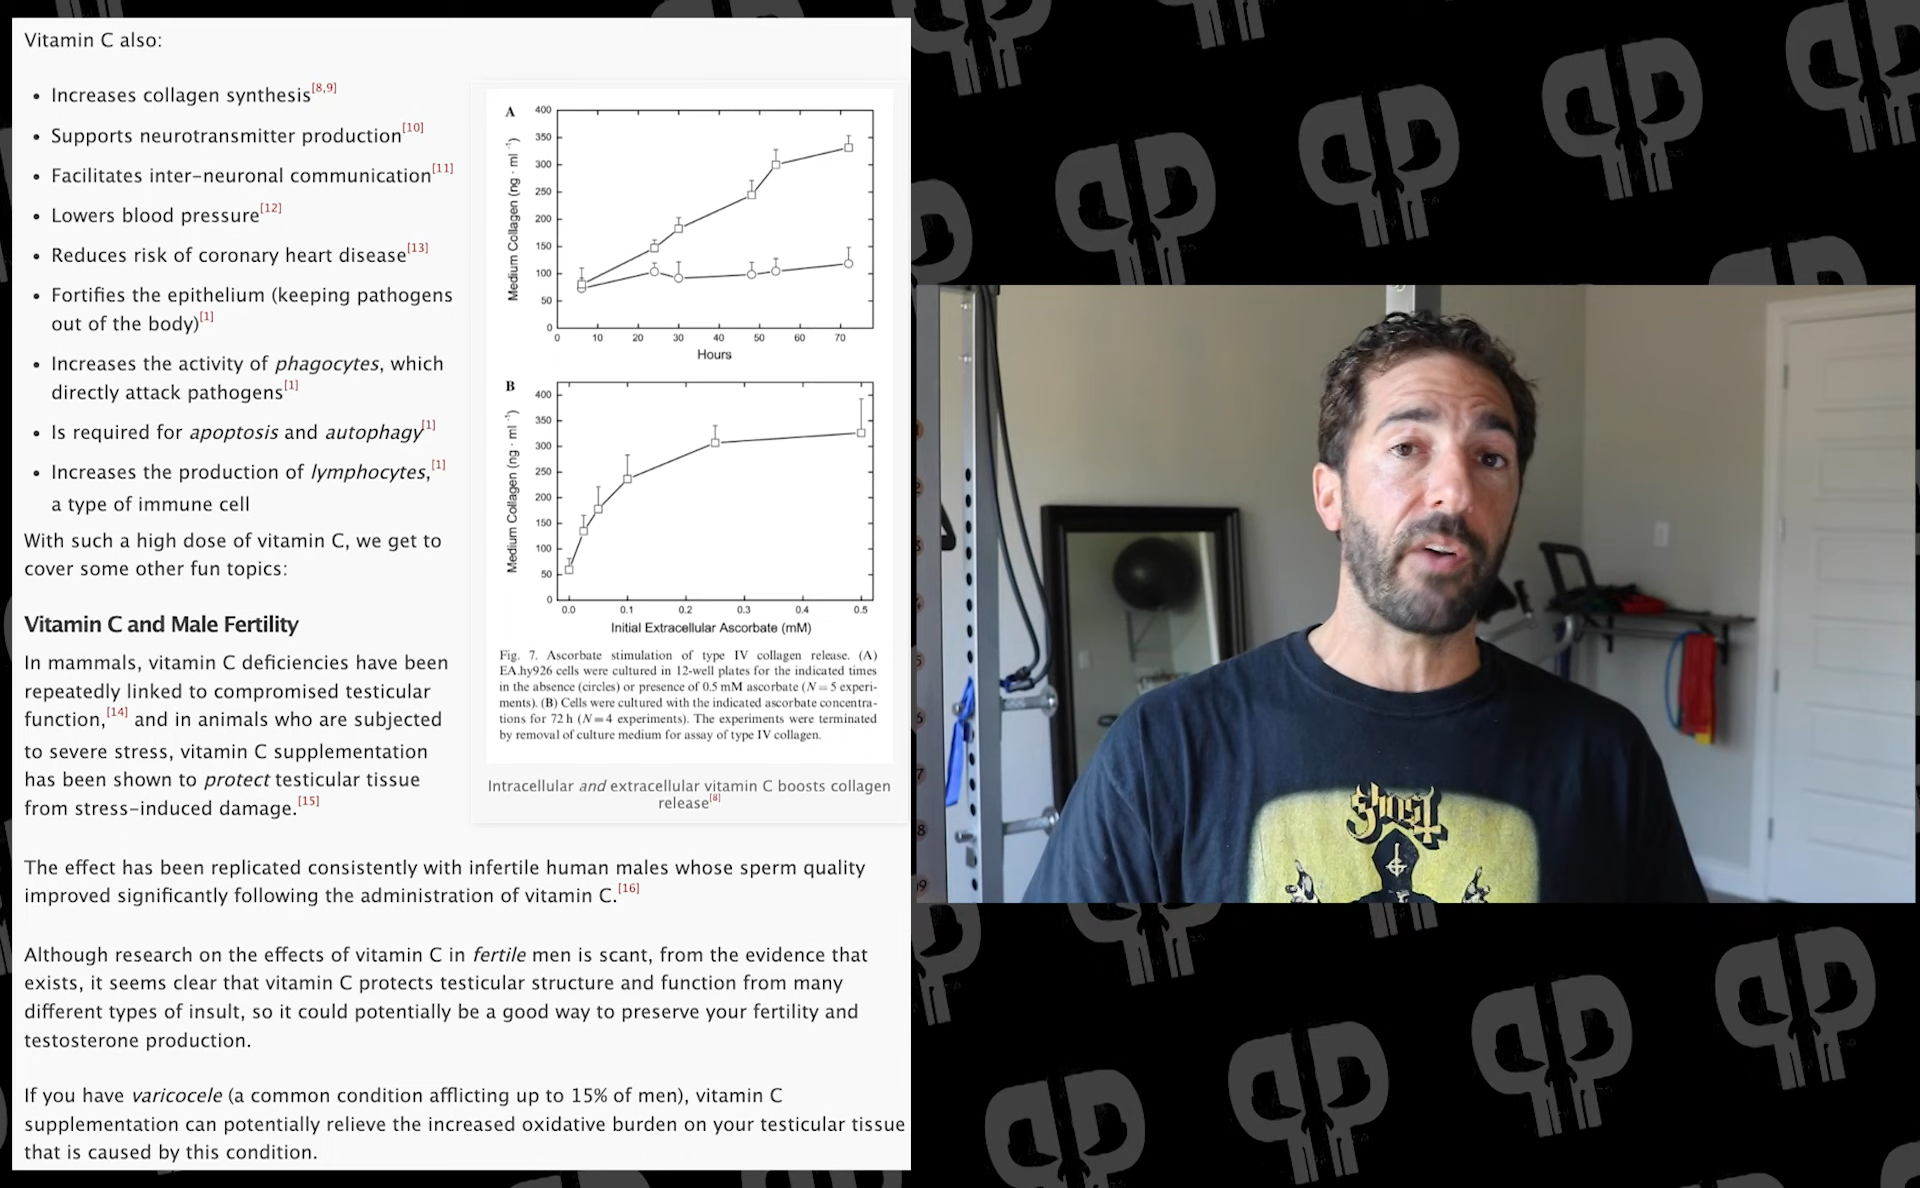 Vitamin C also:
• Increases collagen synthesis[8,9]
• Supports neurotransmitter production[10]
• Facilitates inter-neuronal communication[11]
• Lowers blood pressure[12]
• Reduces risk of coronary heart disease[13]
• Fortifies the epithelium (keeping pathogens
out of the body)[1]
• Increases the activity of phagocytes, which
directly attack pathogens[1]
• Is required for apoptosis and autophagy[1]
• Increases the production of lymphocytes,[1]
a type of immune cell
With such a high dose of vitamin C, we get to
cover some other fun topics:
Vitamin C and Male Fertility
In mammals, vitamin C deficiencies have been
repeatedly linked to compromised testicular
function,[14] and in animals who are subjected
to severe stress, vitamin C supplementation
has been shown to protect testicular tissue
from stress-induced damage.[15]
A
Medium Collagen (ng · ml -1)
400
350
300
250
200
150
100
50
0
0 10 20 30 40 50 60 70
Hours
B
Medium Collagen (ng · ml -1)
400
350
300
250
200
150
100
50
0
0.0 0.1 0.2 0.3 0.4 0.5
Initial Extracellular Ascorbate (mM)
Fig. 7. Ascorbate stimulation of type IV collagen release. (A)
EA.hy926 cells were cultured in 12-well plates for the indicated times
in the absence (circles) or presence of 0.5 mM ascorbate (N = 5 experi-
ments). (B) Cells were cultured with the indicated ascorbate concentra-
tions for 72 h (N = 4 experiments). The experiments were terminated
by removal of culture medium for assay of type IV collagen.
Intracellular and extracellular vitamin C boosts collagen
release[8]
The effect has been replicated consistently with infertile human males whose sperm quality
improved significantly following the administration of vitamin C.[16]
Although research on the effects of vitamin C in fertile men is scant, from the evidence that
exists, it seems clear that vitamin C protects testicular structure and function from many
different types of insult, so it could potentially be a good way to preserve your fertility and
testosterone production.
If you have varicocele (a common condition afflicting up to 15% of men), vitamin C
supplementation can potentially relieve the increased oxidative burden on your testicular tissue
that is caused by this condition.
Ghost